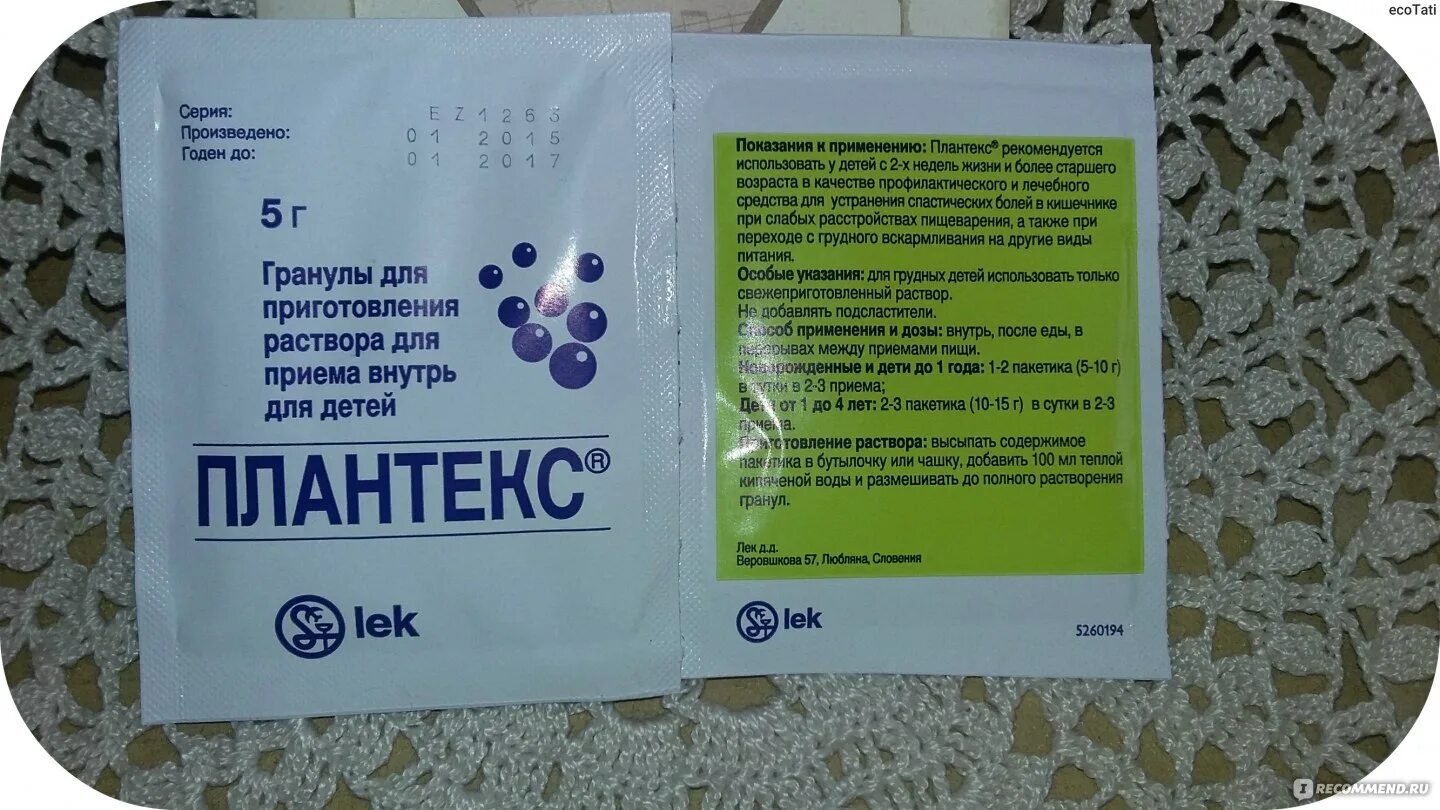 ecoTati
Серия: EZ1263
Произведено: 01 2015
Годен до: 01 2017
5 г
Гранулы для
приготовления
раствора для
приема внутрь
для детей
ПЛАНТЕКС®
lek
Показания к применению: Плантекс® рекомендуется
использовать у детей с 2-х недель жизни и более старшего
возраста в качестве профилактического и лечебного
средства для устранения спастических болей в кишечнике
при слабых расстройствах пищеварения, а также при
переходе с грудного вскармливания на другие виды
питания.
Особые указания: для грудных детей использовать только
свежеприготовленный раствор.
Не добавлять подсластители.
Способ применения и дозы: внутрь, после еды, в
перерывах между приемами пищи.
Новорожденные и дети до 1 года: 1-2 пакетика (5-10 г)
в сутки в 2-3 приема;
Дети от 1 до 4 лет: 2-3 пакетика (10-15 г) в сутки в 2-3
приема.
Приготовление раствора: высыпать содержимое
пакетика в бутылочку или чашку, добавить 100 мл теплой
кипяченой воды и размешивать до полного растворения
гранул.
Лек д.д.
Веровшкова 57, Любляна, Словения
lek
5260194
I RECOMMEND.RU